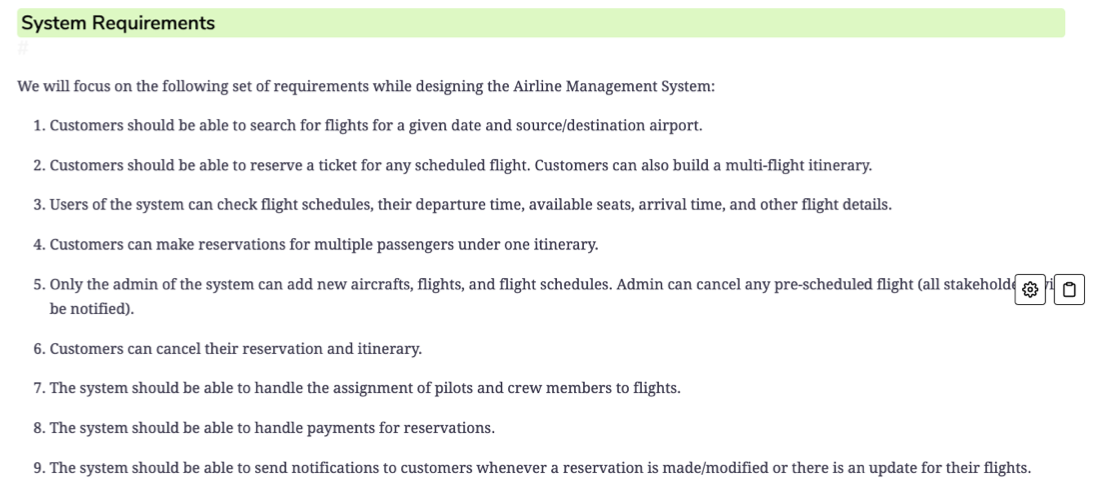 System Requirements
#
We will focus on the following set of requirements while designing the Airline Management System:
1. Customers should be able to search for flights for a given date and source/destination airport.
2. Customers should be able to reserve a ticket for any scheduled flight. Customers can also build a multi-flight itinerary.
3. Users of the system can check flight schedules, their departure time, available seats, arrival time, and other flight details.
4. Customers can make reservations for multiple passengers under one itinerary.
5. Only the admin of the system can add new aircrafts, flights, and flight schedules. Admin can cancel any pre-scheduled flight (all
be notified).
6. Customers can cancel their reservation and itinerary.
7. The system should be able to handle the assignment of pilots and crew members to flights.
8. The system should be able to handle payments for reservations.
9. The system should be able to send notifications to customers whenever a reservation is made/modified or there is an update for their flights.